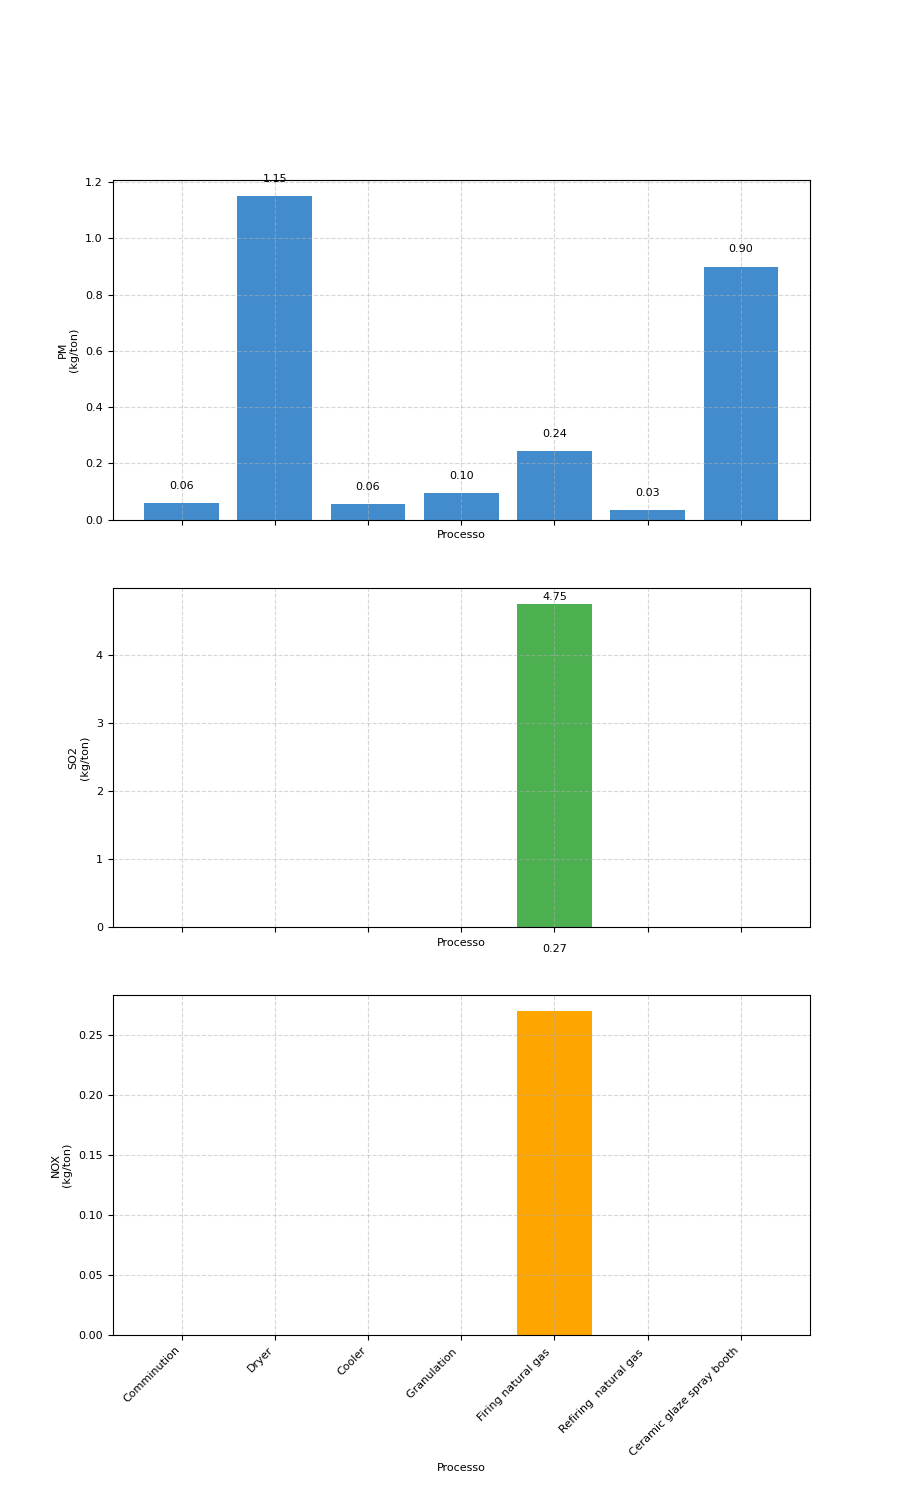 1.2
1.0
0.8
0.6
0.4
0.2
0.0
PM
(kg/ton)
0.06
1.15
0.06
0.10
0.24
0.03
0.90
Processo
4
3
2
1
0
SO2
(kg/ton)
4.75
Processo
0.27
0.25
0.20
0.15
0.10
0.05
0.00
NOX
(kg/ton)
Comminution
Dryer
Cooler
Granulation
Firing natural gas
Refiring  natural gas
Ceramic glaze spray booth
Processo